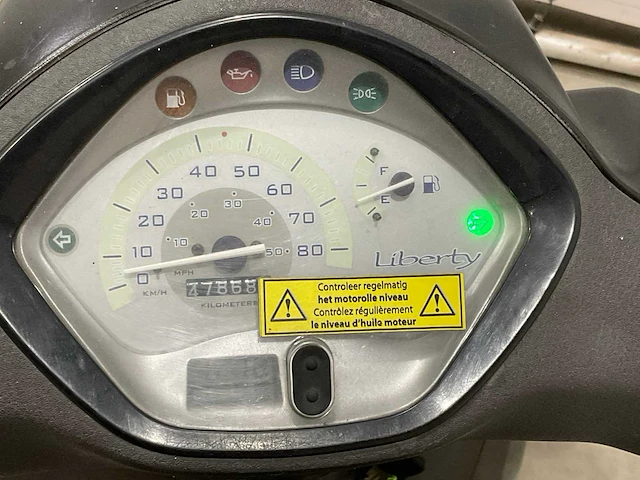 40 50
30 60
20 30 40
20 70
10 50 80
10
0 MPH
KM/H
KILOMETERS
F
E
Liberty
Controleer regelmatig
het motorolie niveau
Contrôlez régulièrement
le niveau d'huile moteur